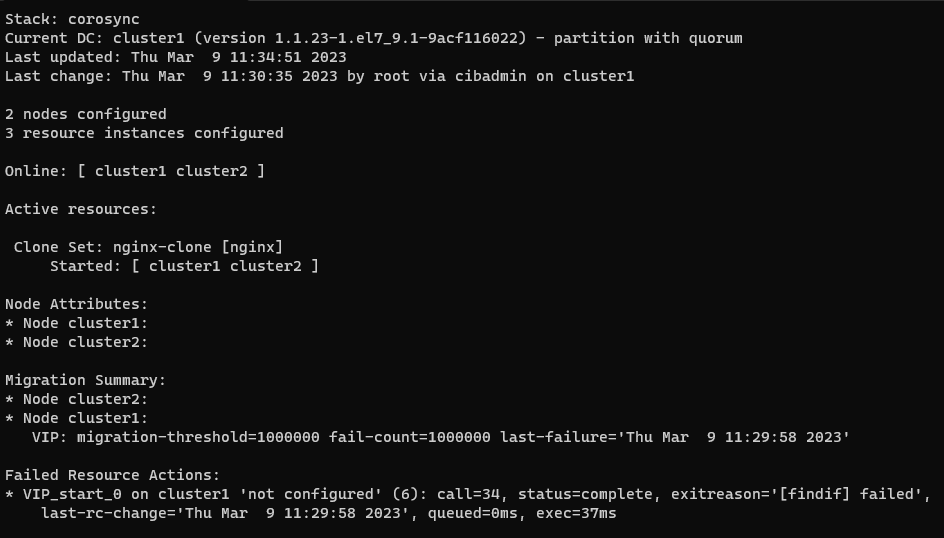 Stack: corosync
Current DC: cluster1 (version 1.1.23-1.el7_9.1-9acf116022) - partition with quorum
Last updated: Thu Mar  9 11:34:51 2023
Last change: Thu Mar  9 11:30:35 2023 by root via cibadmin on cluster1

2 nodes configured
3 resource instances configured

Online: [ cluster1 cluster2 ]

Active resources:

 Clone Set: nginx-clone [nginx]
     Started: [ cluster1 cluster2 ]

Node Attributes:
* Node cluster1:
* Node cluster2:

Migration Summary:
* Node cluster2:
* Node cluster1:
   VIP: migration-threshold=1000000 fail-count=1000000 last-failure='Thu Mar  9 11:29:58 2023'

Failed Resource Actions:
* VIP_start_0 on cluster1 'not configured' (6): call=34, status=complete, exitreason='[findif] failed',
    last-rc-change='Thu Mar  9 11:29:58 2023', queued=0ms, exec=37ms